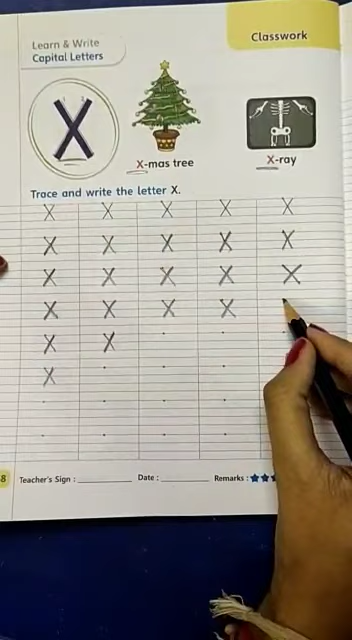 Learn & Write
Capital Letters
Classwork
X
X-mas tree
X-ray
Trace and write the letter X.
X X X X X
X X X X X
X X X X X
X X X X
X X
X
8 Teacher's Sign : Date : Remarks :